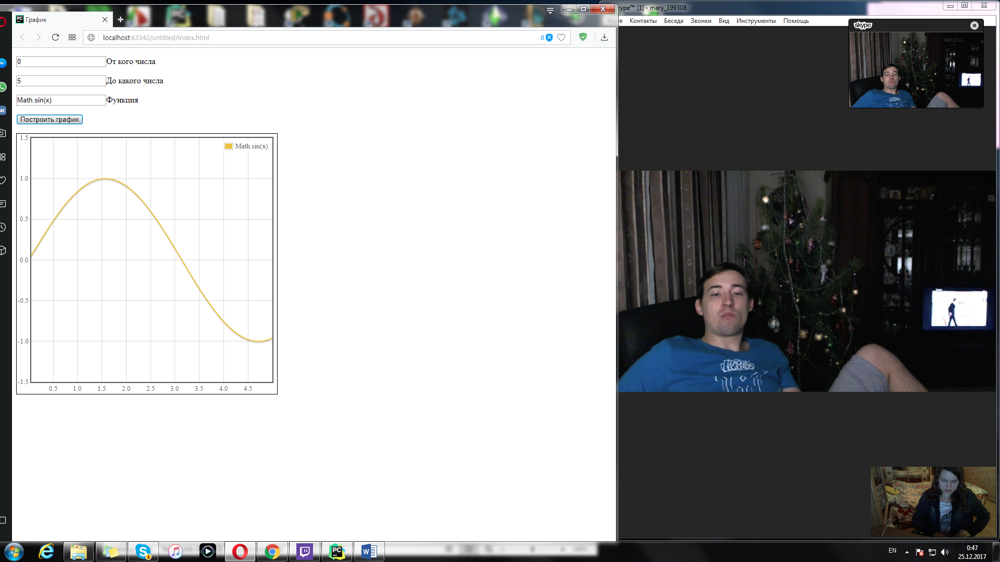 График
localhost:63342/untitled/index.html
0
0
От кого числа
5
До какого числа
Math.sin(x)
Функция
Построить график
Math.sin(x)
1.5
1.0
0.5
0.0
-0.5
-1.0
-1.5
0.5 1.0 1.5 2.0 2.5 3.0 3.5 4.0 4.5
ype™ [1] - mary_199308
е Контакты Беседа Звонки Вид Инструменты Помощь
skype
LEAGUE
LEGENDS
EN
0:47
25.12.2017